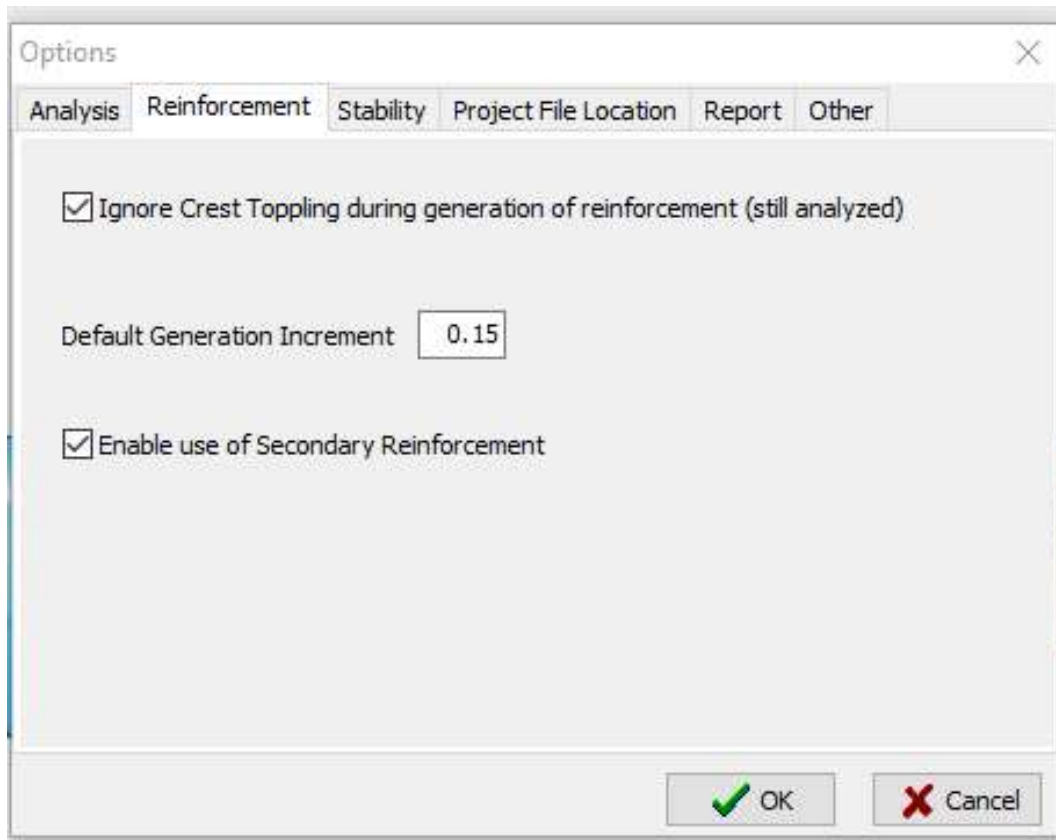 Options
Analysis Reinforcement Stability Project File Location Report Other
Ignore Crest Toppling during generation of reinforcement (still analyzed)
Default Generation Increment 0.15
Enable use of Secondary Reinforcement
OK Cancel